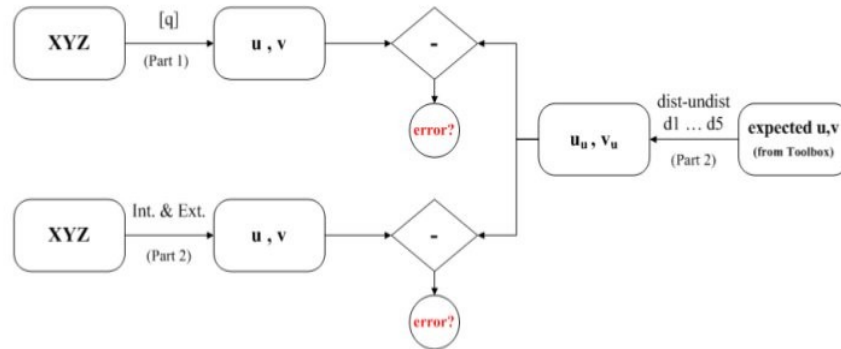 [q]
XYZ
u , v
-
(Part 1)
error?
dist-undist
d1 ... d5
expected u,v
(from Toolbox)
uᵤ , vᵤ
(Part 2)
Int. & Ext.
XYZ
u , v
-
(Part 2)
error?